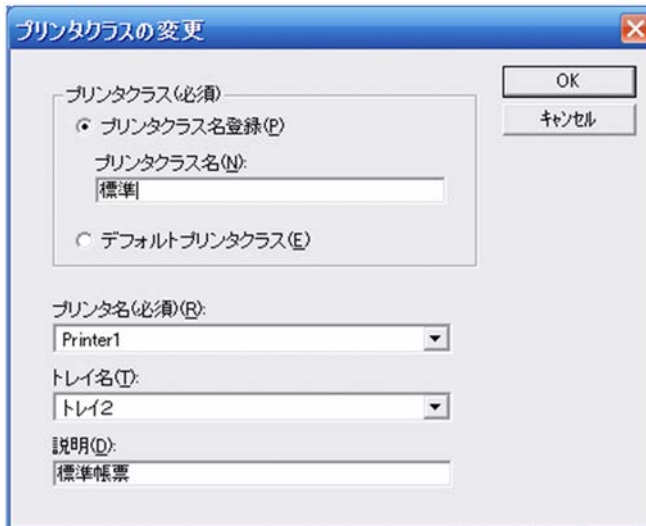 プリンタクラスの変更
プリンタクラス(必須)
プリンタクラス名登録(P)
プリンタクラス名(N):
標準
デフォルトプリンタクラス(E)
OK
キャンセル
プリンタ名(必須)(R):
Printer1
トレイ名(T):
トレイ2
説明(D):
標準帳票